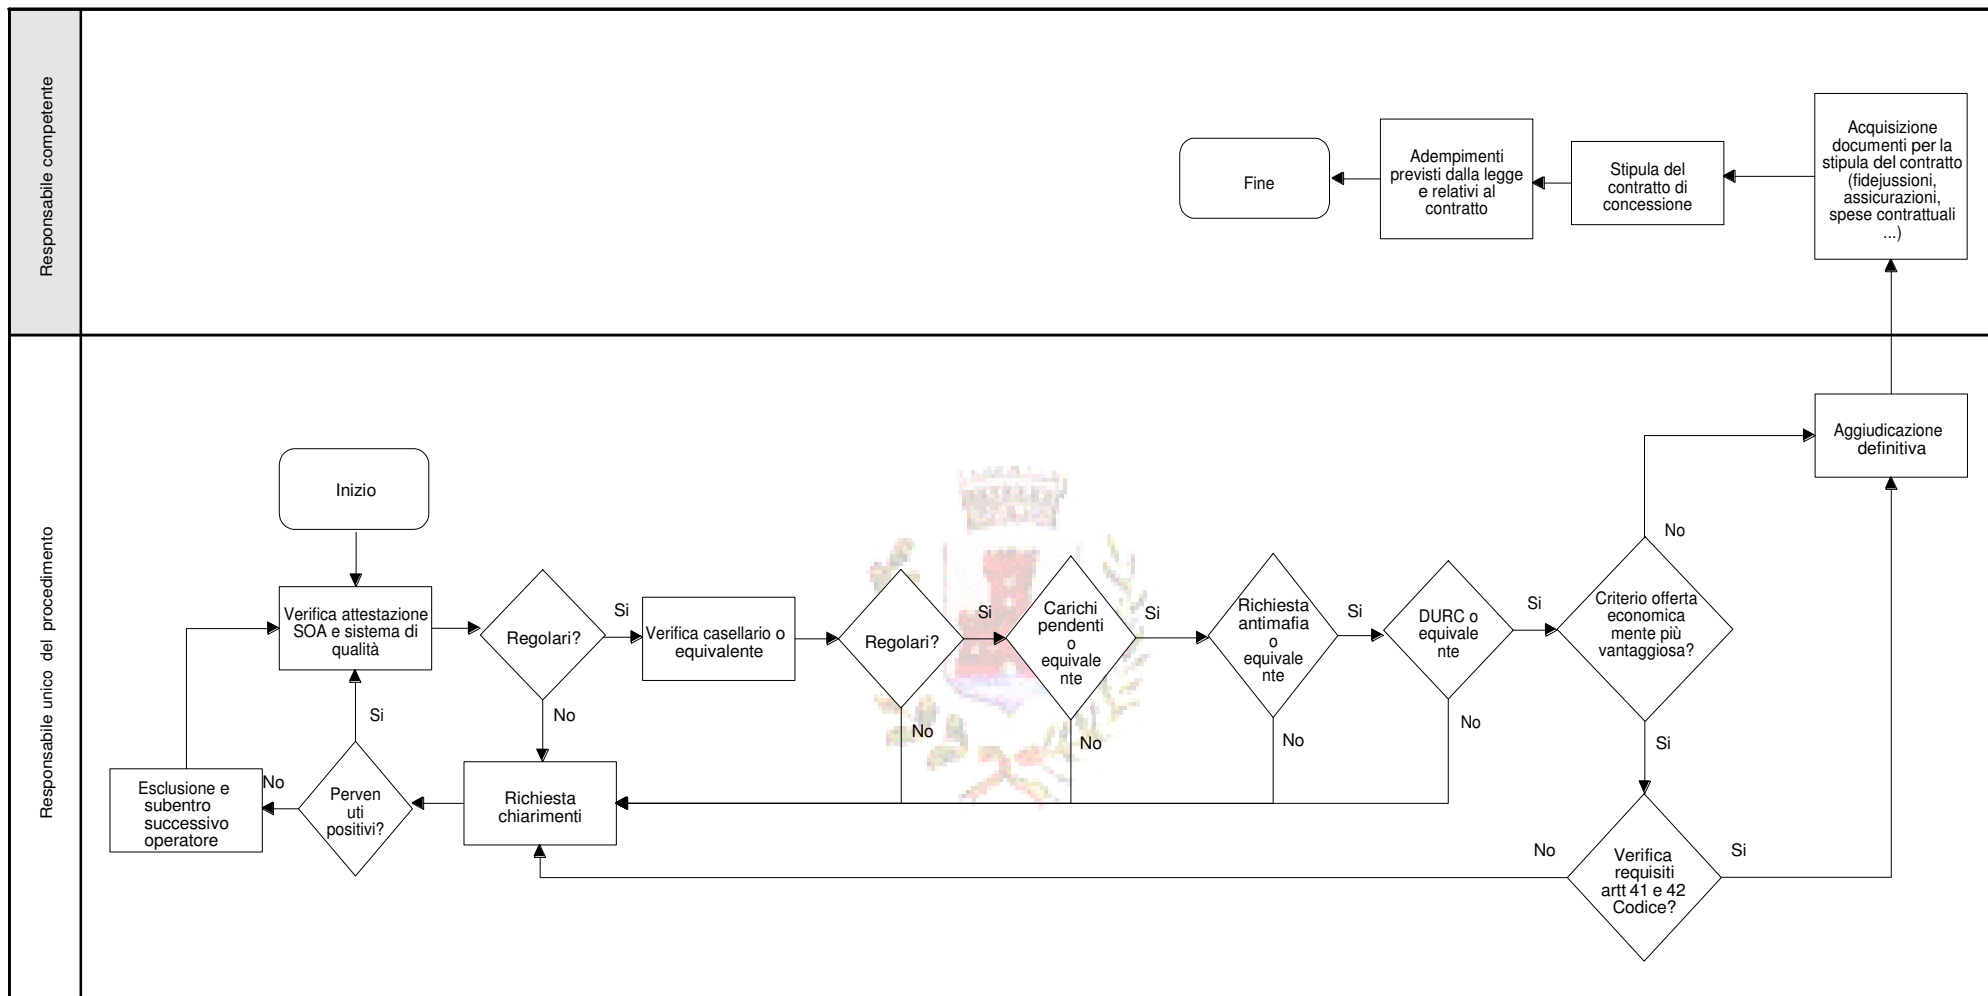 Responsabile competente
Fine
Adempimenti
previsti dalla legge
e relativi al
contratto
Stipula del
contratto di
concessione
Acquisizione
documenti per la
stipula del contratto
(fidejussioni,
assicurazioni,
spese contrattuali
...)
Responsabile unico del procedimento
Aggiudicazione
definitiva
Inizio
Verifica attestazione
SOA e sistema di
qualità
Regolari?
Si
No
Verifica casellario o
equivalente
Regolari?
Si
No
Carichi
pendenti
o
equivale
nte
Si
No
Richiesta
antimafia
o
equivale
nte
Si
No
DURC o
equivale
nte
Si
No
Criterio offerta
economica
mente più
vantaggiosa?
No
Si
Esclusione e
subentro
successivo
operatore
No
Perven
uti
positivi?
Si
Richiesta
chiarimenti
No
Verifica
requisiti
artt 41 e 42
Codice?
Si